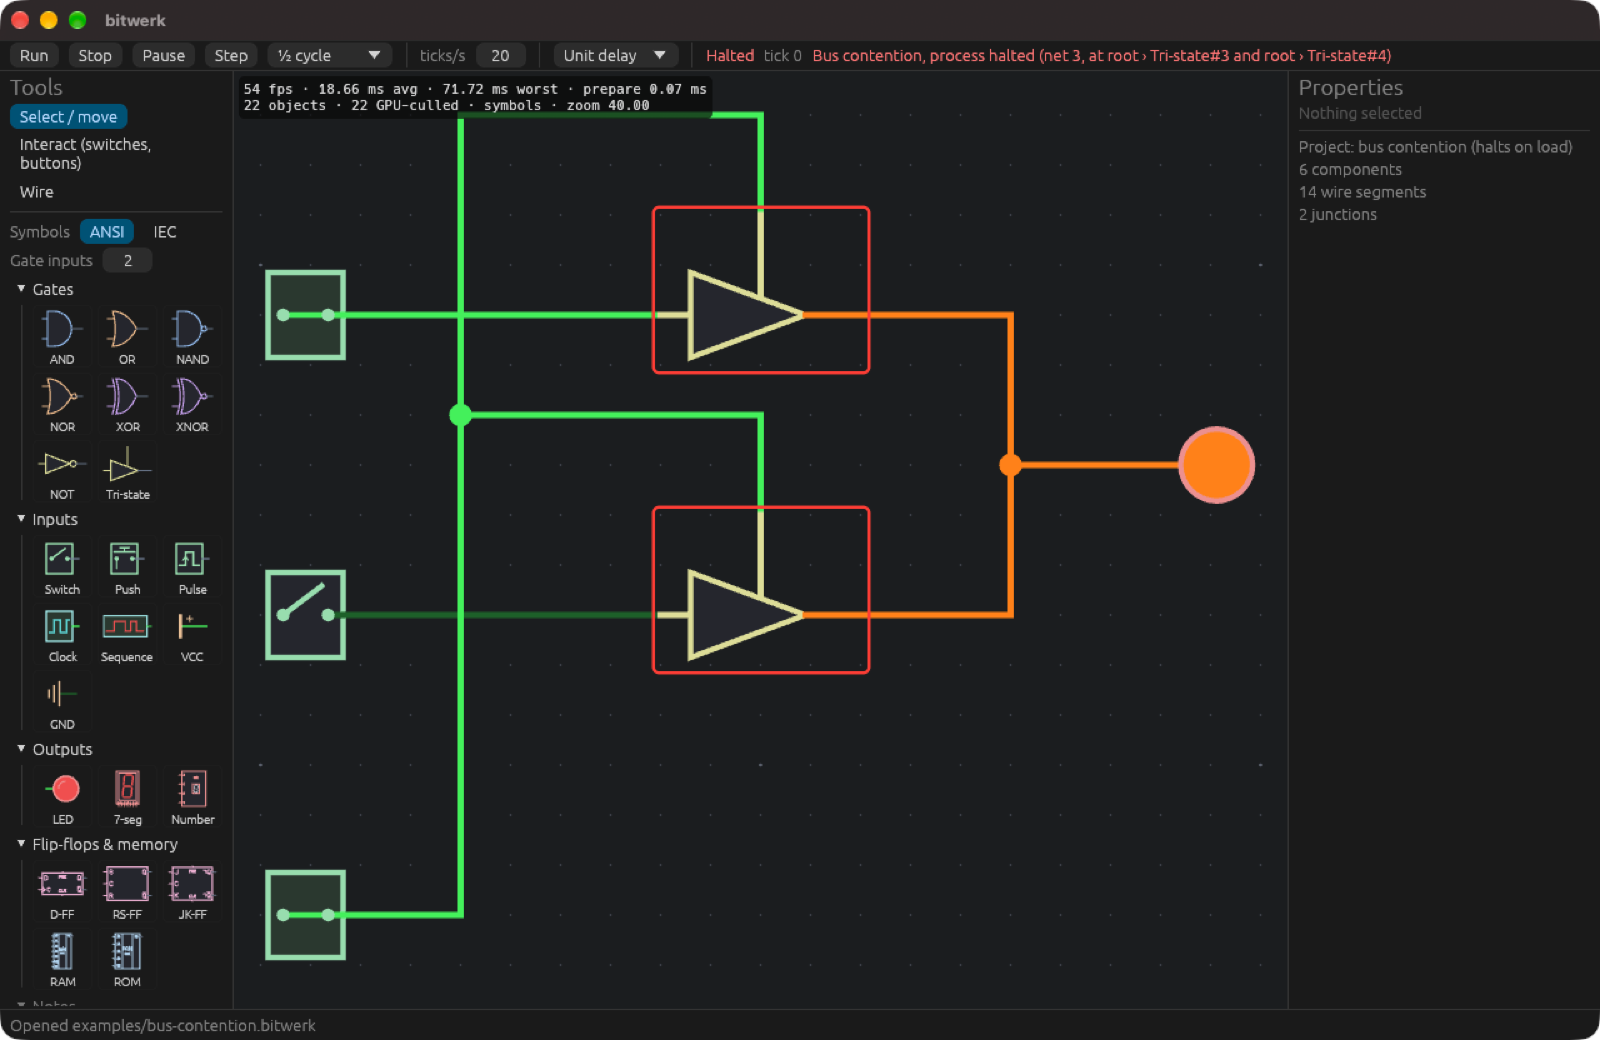 bitwerk
Run Stop Pause Step ½ cycle ticks/s 20 Unit delay Halted tick 0 Bus contention, process halted (net 3, at root › Tri-state#3 and root › Tri-state#4)
Tools
Select / move
Interact (switches,
buttons)
Wire
Symbols ANSI IEC
Gate inputs 2
Gates
AND OR NAND
NOR XOR XNOR
NOT Tri-state
Inputs
Switch Push Pulse
Clock Sequence VCC
GND
Outputs
LED 7-seg Number
Flip-flops & memory
D-FF RS-FF JK-FF
RAM ROM
Notes
54 fps · 18.66 ms avg · 71.72 ms worst · prepare 0.07 ms
22 objects · 22 GPU-culled · symbols · zoom 40.00
Properties
Nothing selected
Project: bus contention (halts on load)
6 components
14 wire segments
2 junctions
Opened examples/bus-contention.bitwerk